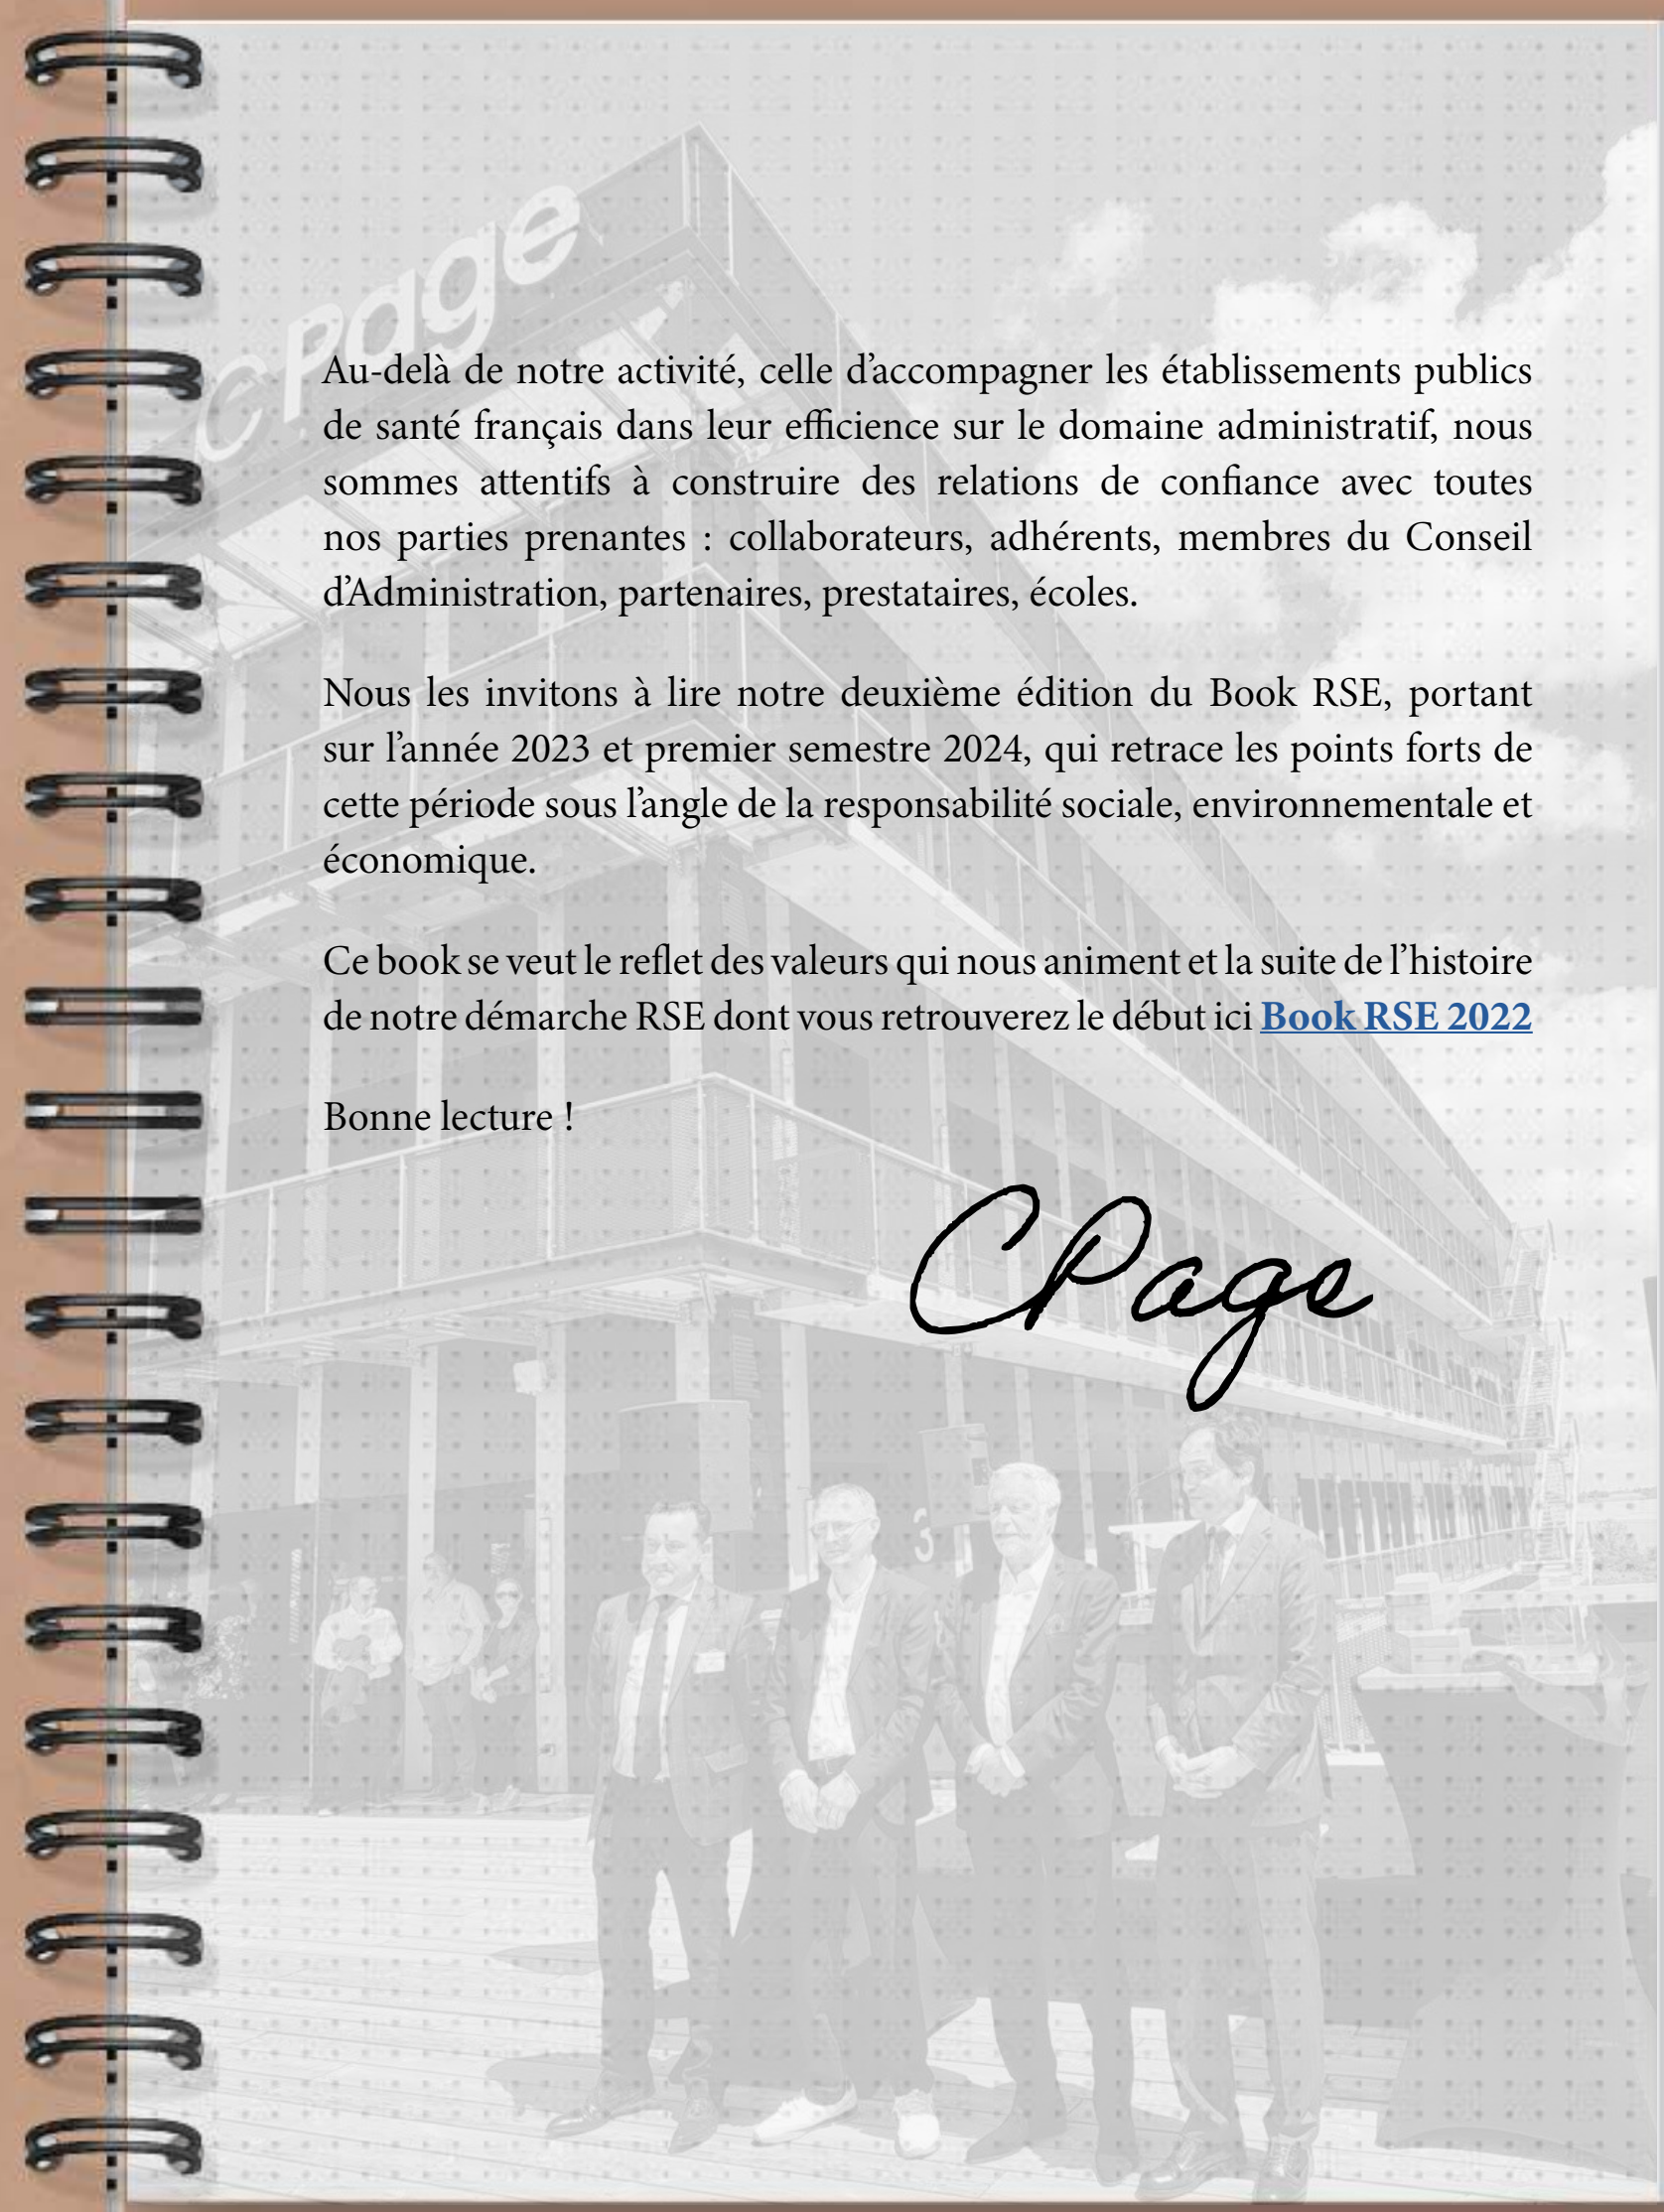 CPage
Au-delà de notre activité, celle d’accompagner les établissements publics
de santé français dans leur efficience sur le domaine administratif, nous
sommes attentifs à construire des relations de confiance avec toutes
nos parties prenantes : collaborateurs, adhérents, membres du Conseil
d’Administration, partenaires, prestataires, écoles.
Nous les invitons à lire notre deuxième édition du Book RSE, portant
sur l’année 2023 et premier semestre 2024, qui retrace les points forts de
cette période sous l’angle de la responsabilité sociale, environnementale et
économique.
Ce book se veut le reflet des valeurs qui nous animent et la suite de l’histoire
de notre démarche RSE dont vous retrouverez le début ici Book RSE 2022
Bonne lecture !
CPage
3